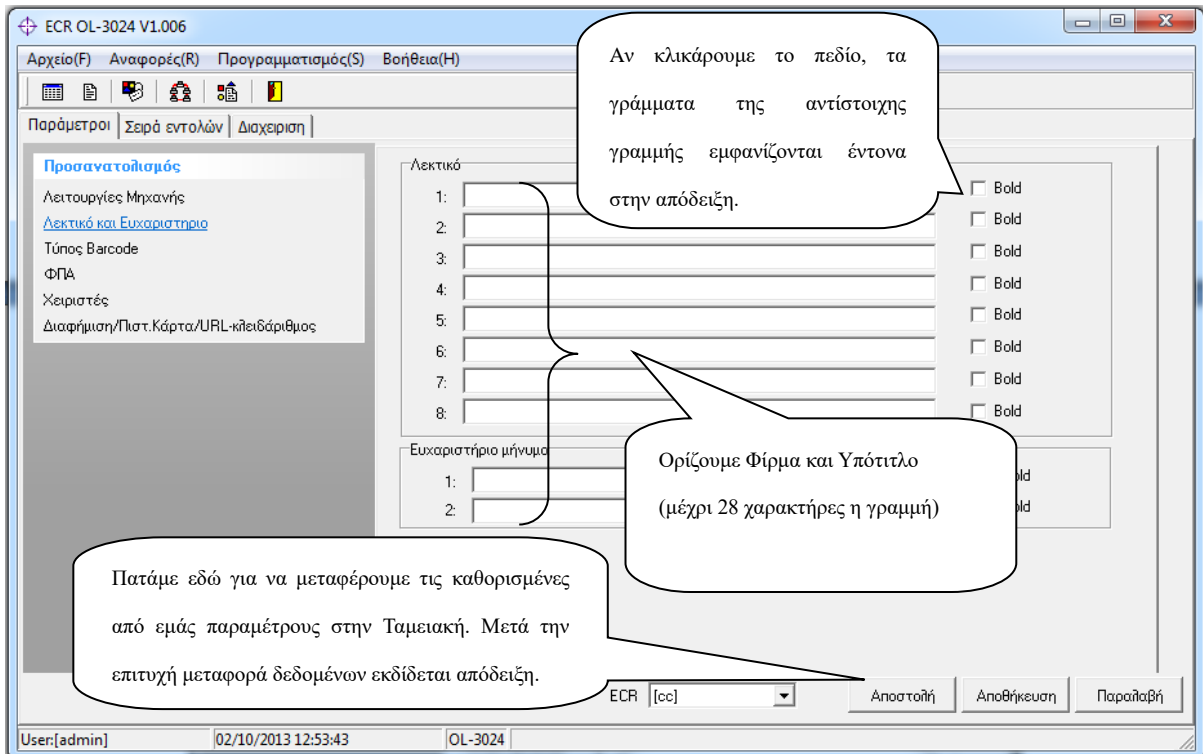 ECR OL-3024 V1.006
Αρχείο(F) Αναφορές(R) Προγραμματισμός(S) Βοήθεια(H)
Παράμετροι Σειρά εντολών Διαχειριση
Προσανατολισμός
Λειτουργίες Μηχανής
Λεκτικό και Ευχαριστηριο
Τύπος Barcode
ΦΠΑ
Χειριστές
Διαφήμιση/Πιστ.Κάρτα/URL-κλειδάριθμος
Αν κλικάρουμε το πεδίο, τα
γράμματα της αντίστοιχης
γραμμής εμφανίζονται έντονα
στην απόδειξη.
Λεκτικό
1: Bold
2: Bold
3: Bold
4: Bold
5: Bold
6: Bold
7: Bold
8: Bold
Ευχαριστήριο μήνυμα
1: ld
2: ld
Ορίζουμε Φίρμα και Υπότιτλο
(μέχρι 28 χαρακτήρες η γραμμή)
Πατάμε εδώ για να μεταφέρουμε τις καθορισμένες
από εμάς παραμέτρους στην Ταμειακή. Μετά την
επιτυχή μεταφορά δεδομένων εκδίδεται απόδειξη.
ECR [cc] Αποστολή Αποθήκευση Παραλαβή
User:[admin] 02/10/2013 12:53:43 OL-3024